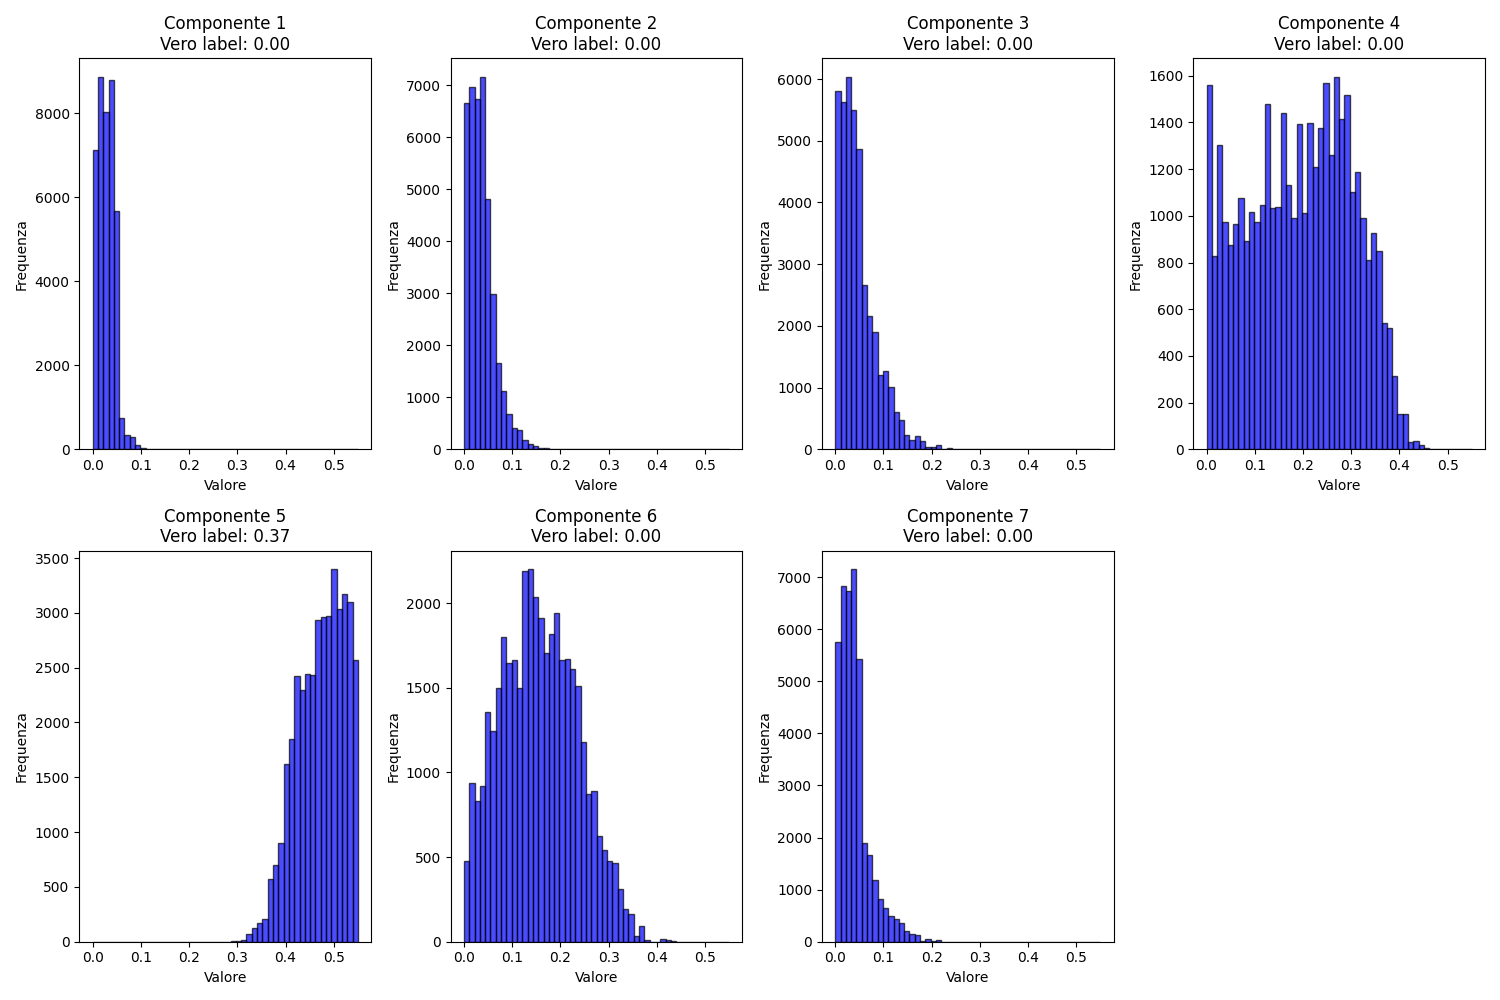 Componente 1
Vero label: 0.00
8000
6000
4000
2000
0
Frequenza
0.0 0.1 0.2 0.3 0.4 0.5
Valore
Componente 2
Vero label: 0.00
7000
6000
5000
4000
3000
2000
1000
0
Frequenza
0.0 0.1 0.2 0.3 0.4 0.5
Valore
Componente 3
Vero label: 0.00
6000
5000
4000
3000
2000
1000
0
Frequenza
0.0 0.1 0.2 0.3 0.4 0.5
Valore
Componente 4
Vero label: 0.00
1600
1400
1200
1000
800
600
400
200
0
Frequenza
0.0 0.1 0.2 0.3 0.4 0.5
Valore
Componente 5
Vero label: 0.37
3500
3000
2500
2000
1500
1000
500
0
Frequenza
0.0 0.1 0.2 0.3 0.4 0.5
Valore
Componente 6
Vero label: 0.00
2000
1500
1000
500
0
Frequenza
0.0 0.1 0.2 0.3 0.4 0.5
Valore
Componente 7
Vero label: 0.00
7000
6000
5000
4000
3000
2000
1000
0
Frequenza
0.0 0.1 0.2 0.3 0.4 0.5
Valore